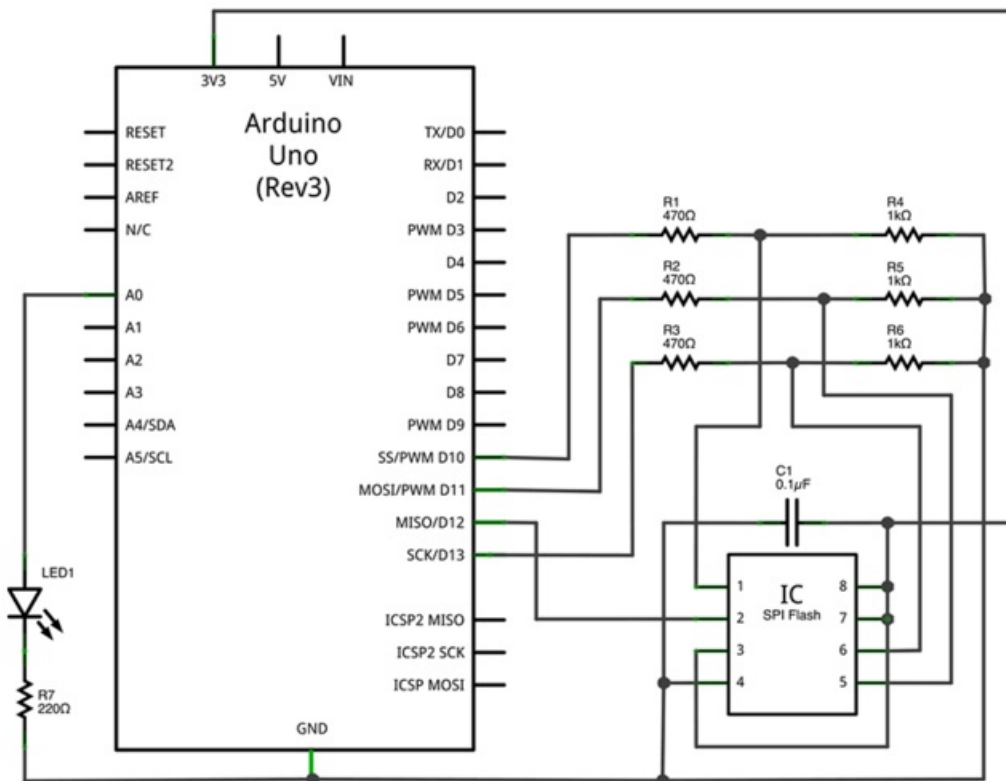 3V3
5V
VIN
Arduino
Uno
(Rev3)
RESET
RESET2
AREF
N/C
A0
A1
A2
A3
A4/SDA
A5/SCL
TX/D0
RX/D1
D2
PWM D3
D4
PWM D5
PWM D6
D7
D8
PWM D9
SS/PWM D10
MOSI/PWM D11
MISO/D12
SCK/D13
ICSP2 MISO
ICSP2 SCK
ICSP MOSI
GND
LED1
R7
220Ω
R1
470Ω
R2
470Ω
R3
470Ω
R4
1kΩ
R5
1kΩ
R6
1kΩ
C1
0.1µF
IC
SPI Flash
1
2
3
4
8
7
6
5